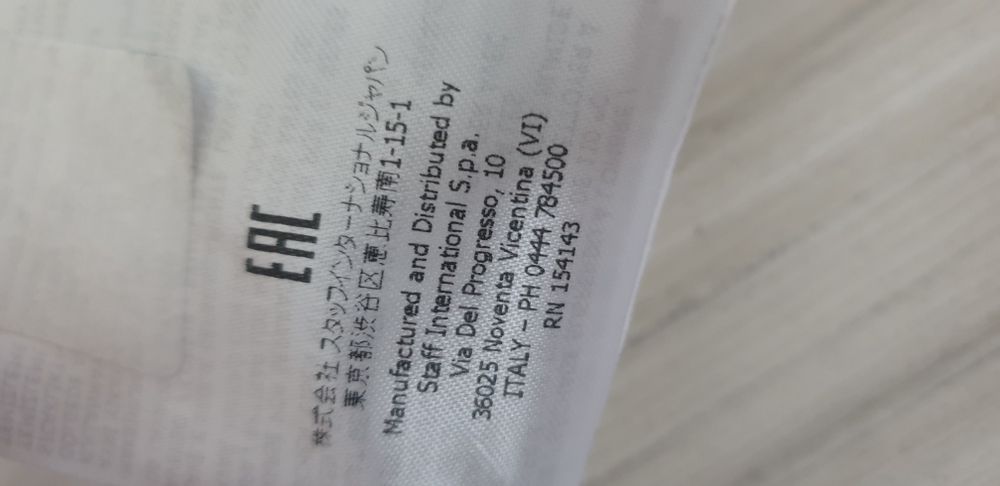 EAC
株式会社 スタッフインターナショナルジャパン
東京都渋谷区恵比寿南1-15-1
Manufactured and Distributed by
Staff International S.p.a.
Via Del Progresso, 10
36025 Noventa Vicentina (VI)
ITALY – PH 0444 784500
RN 154143